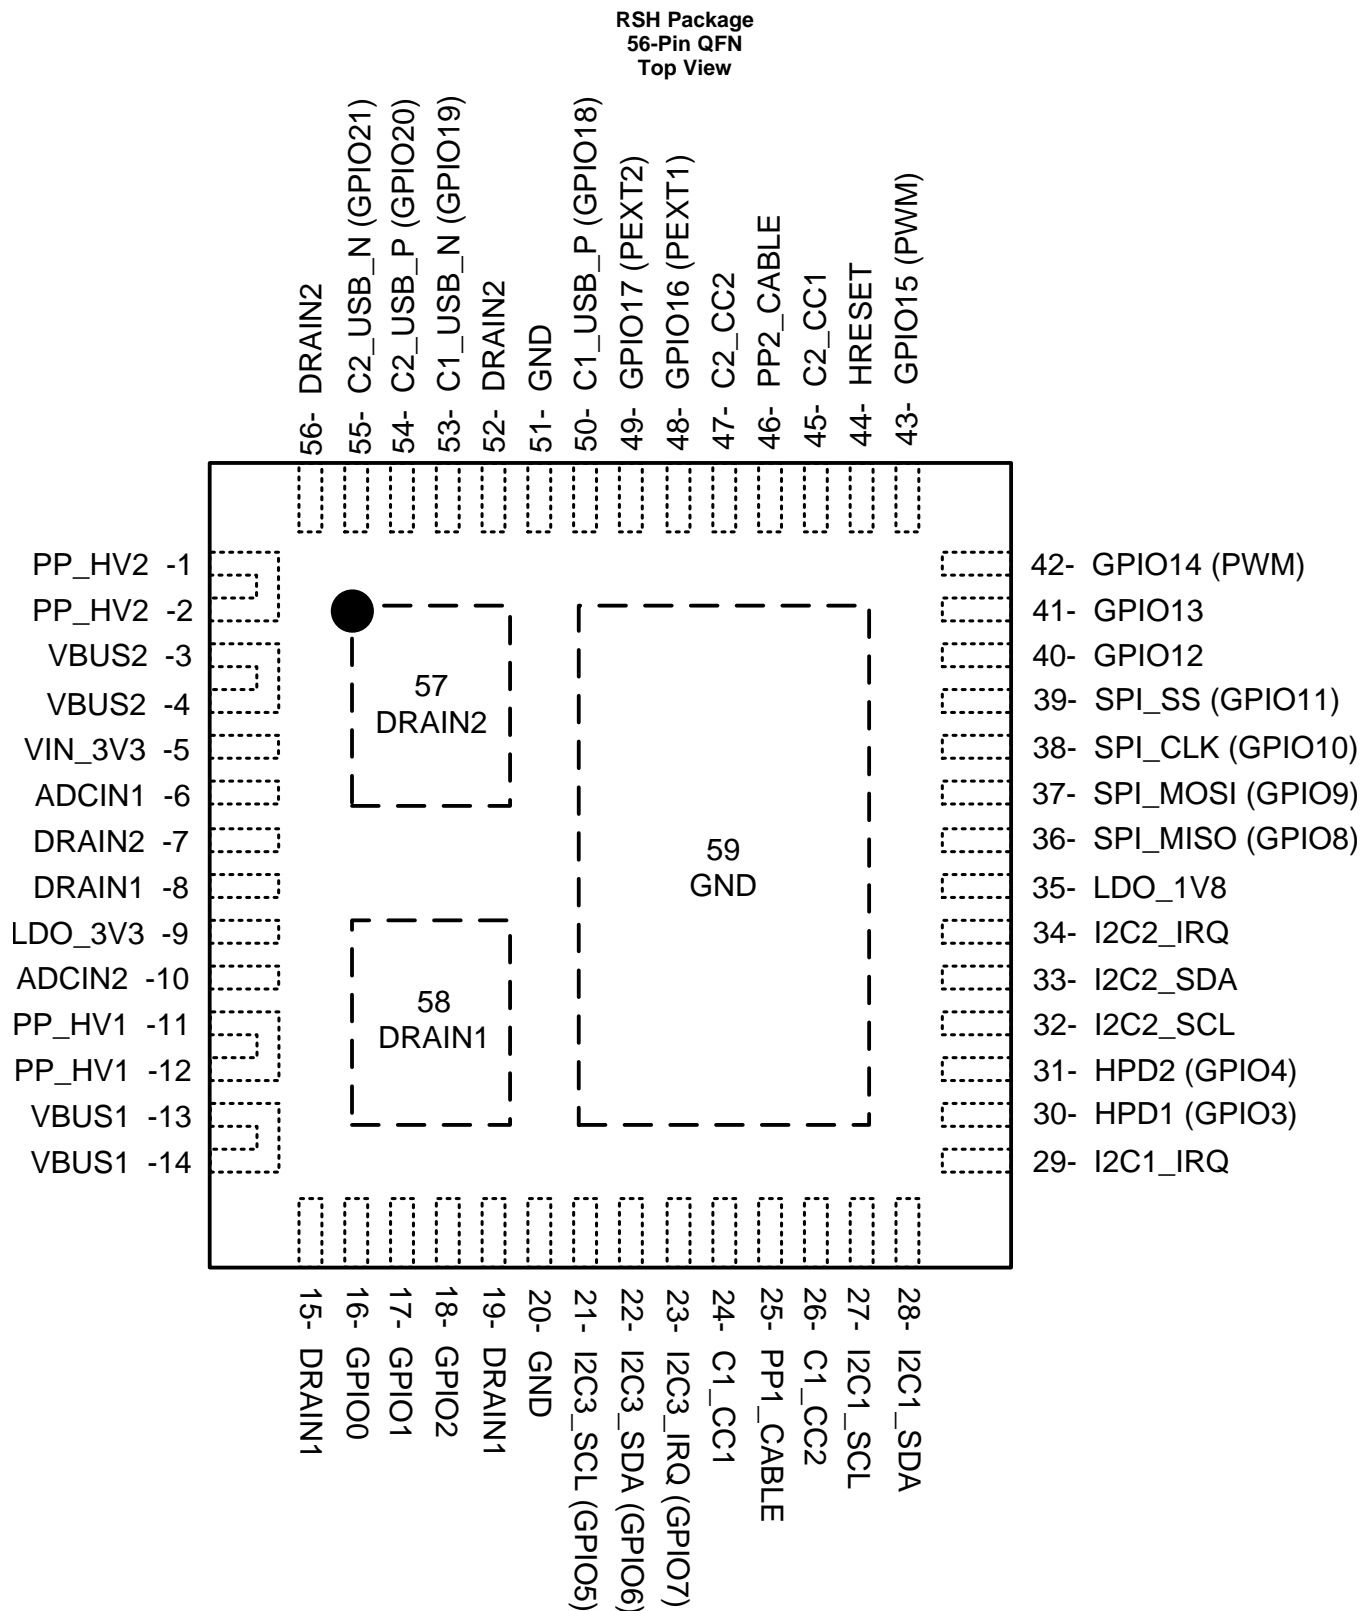 RSH Package
56-Pin QFN
Top View
56- DRAIN2
55- C2_USB_N (GPIO21)
54- C2_USB_P (GPIO20)
53- C1_USB_N (GPIO19)
52- DRAIN2
51- GND
50- C1_USB_P (GPIO18)
49- GPIO17 (PEXT2)
48- GPIO16 (PEXT1)
47- C2_CC2
46- PP2_CABLE
45- C2_CC1
44- HRESET
43- GPIO15 (PWM)
PP_HV2 -1
PP_HV2 -2
VBUS2 -3
VBUS2 -4
VIN_3V3 -5
ADCIN1 -6
DRAIN2 -7
DRAIN1 -8
LDO_3V3 -9
ADCIN2 -10
PP_HV1 -11
PP_HV1 -12
VBUS1 -13
VBUS1 -14
57
DRAIN2
58
DRAIN1
59
GND
42- GPIO14 (PWM)
41- GPIO13
40- GPIO12
39- SPI_SS (GPIO11)
38- SPI_CLK (GPIO10)
37- SPI_MOSI (GPIO9)
36- SPI_MISO (GPIO8)
35- LDO_1V8
34- I2C2_IRQ
33- I2C2_SDA
32- I2C2_SCL
31- HPD2 (GPIO4)
30- HPD1 (GPIO3)
29- I2C1_IRQ
15- DRAIN1
16- GPIO0
17- GPIO1
18- GPIO2
19- DRAIN1
20- GND
21- I2C3_SCL (GPIO5)
22- I2C3_SDA (GPIO6)
23- I2C3_IRQ (GPIO7)
24- C1_CC1
25- PP1_CABLE
26- C1_CC2
27- I2C1_SCL
28- I2C1_SDA